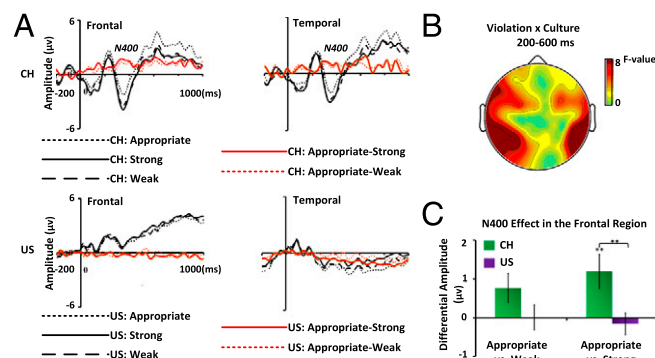 A
Frontal
Temporal
N400
N400
CH
Amplitude (μv)
6
-200
1000(ms)
6
CH: Appropriate
CH: Strong
CH: Weak
CH: Appropriate-Strong
CH: Appropriate-Weak
Frontal
Temporal
US
Amplitude (μv)
6
-200
0
1000(ms)
6
US: Appropriate
US: Strong
US: Weak
US: Appropriate-Strong
US: Appropriate-Weak
B
Violation x Culture
200-600 ms
F-value
8
0
C
N400 Effect in the Frontal Region
Differential Amplitude
(μv)
2
1
0
-1
CH
US
**
**
Appropriate
Appropriate
vs. Weak
vs. Strong